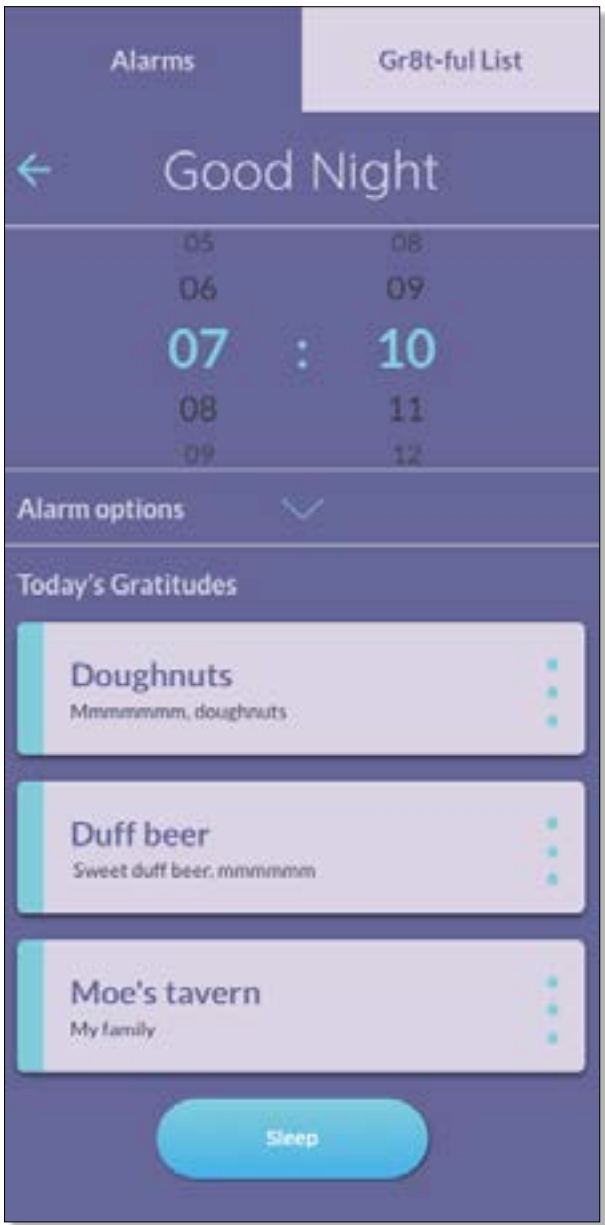 Alarms
Gr8t-ful List
Good Night
05 08
06 09
07 : 10
08 11
09 12
Alarm options
Today's Gratitudes
Doughnuts
Mmmmmmm, doughnuts
Duff beer
Sweet duff beer, mmmmmm
Moe's tavern
My family
Sleep